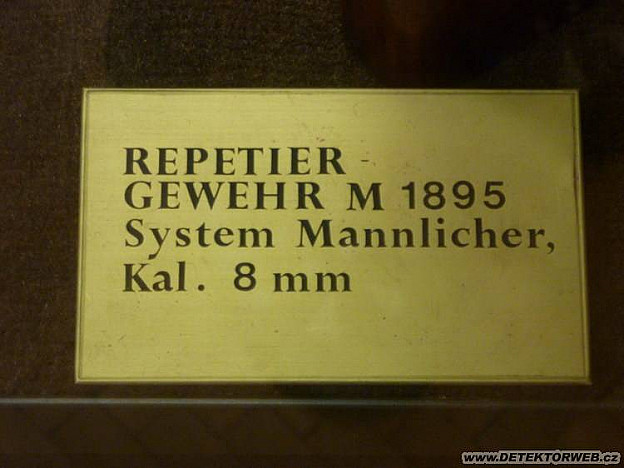 REPETIER-
GEWEHR M 1895
System Mannlicher,
Kal. 8 mm
www.DETEKTORWEB.cz